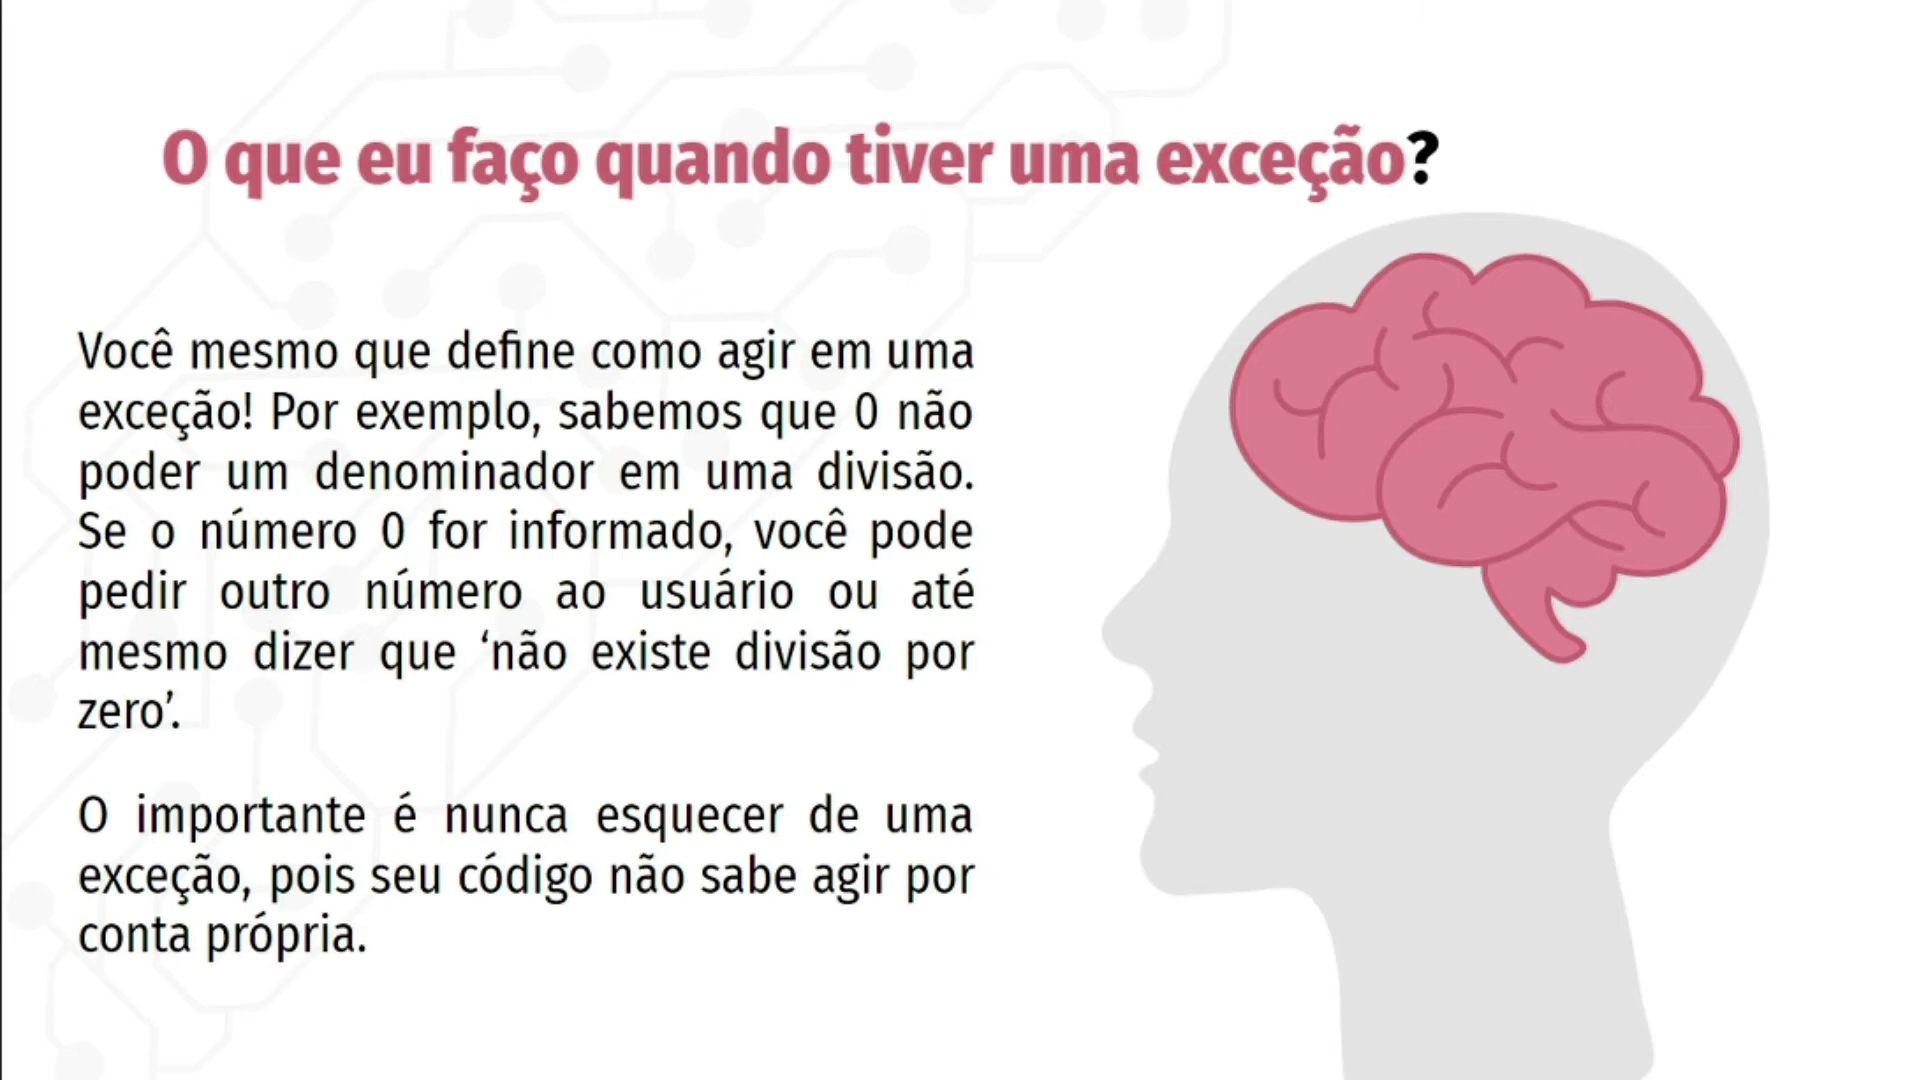 O que eu faço quando tiver uma exceção?
Você mesmo que define como agir em uma
exceção! Por exemplo, sabemos que 0 não
poder um denominador em uma divisão.
Se o número 0 for informado, você pode
pedir outro número ao usuário ou até
mesmo dizer que ‘não existe divisão por
zero’.
O importante é nunca esquecer de uma
exceção, pois seu código não sabe agir por
conta própria.